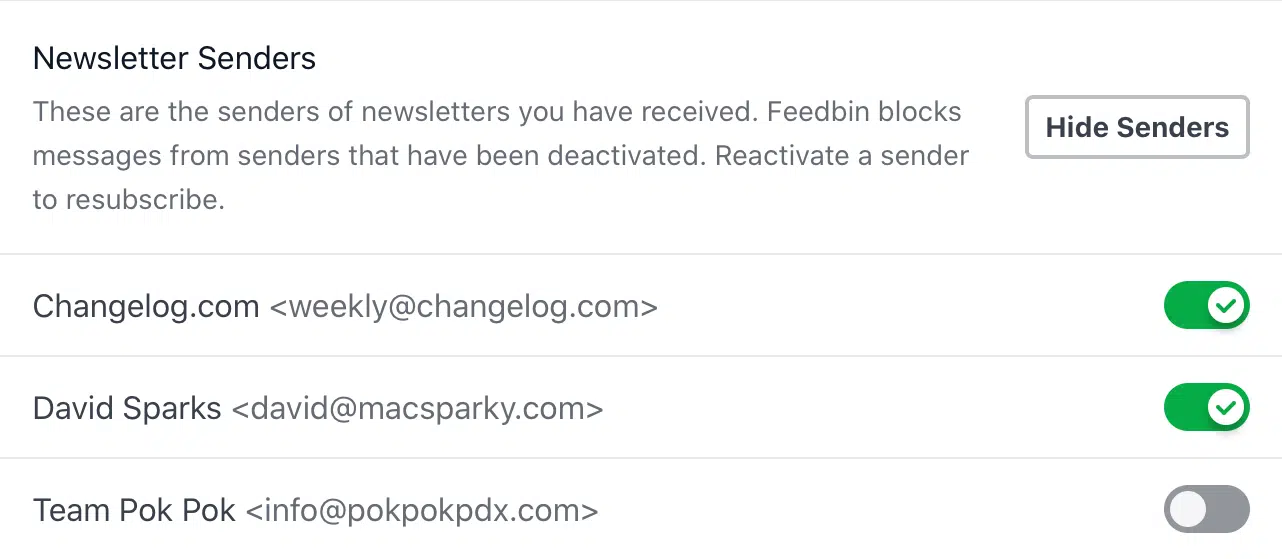 Newsletter Senders
These are the senders of newsletters you have received. Feedbin blocks
messages from senders that have been deactivated. Reactivate a sender
to resubscribe.
Hide Senders
Changelog.com <weekly@changelog.com>
David Sparks <david@macsparky.com>
Team Pok Pok <info@pokpokpdx.com>